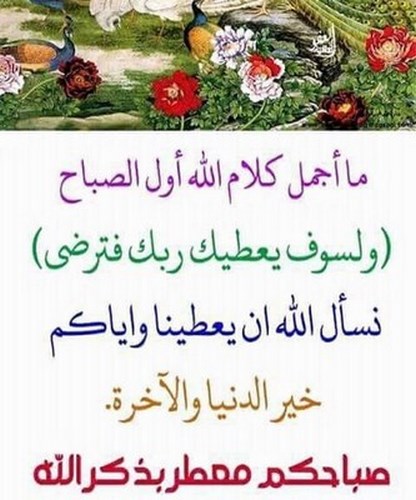 ما أجمل كلام الله أول الصباح
(ولسوف يعطيك ربك فترضى)
نسأل الله ان يعطينا واياكم
خير الدنيا والآخرة.
صباحكم معطر بذكر الله